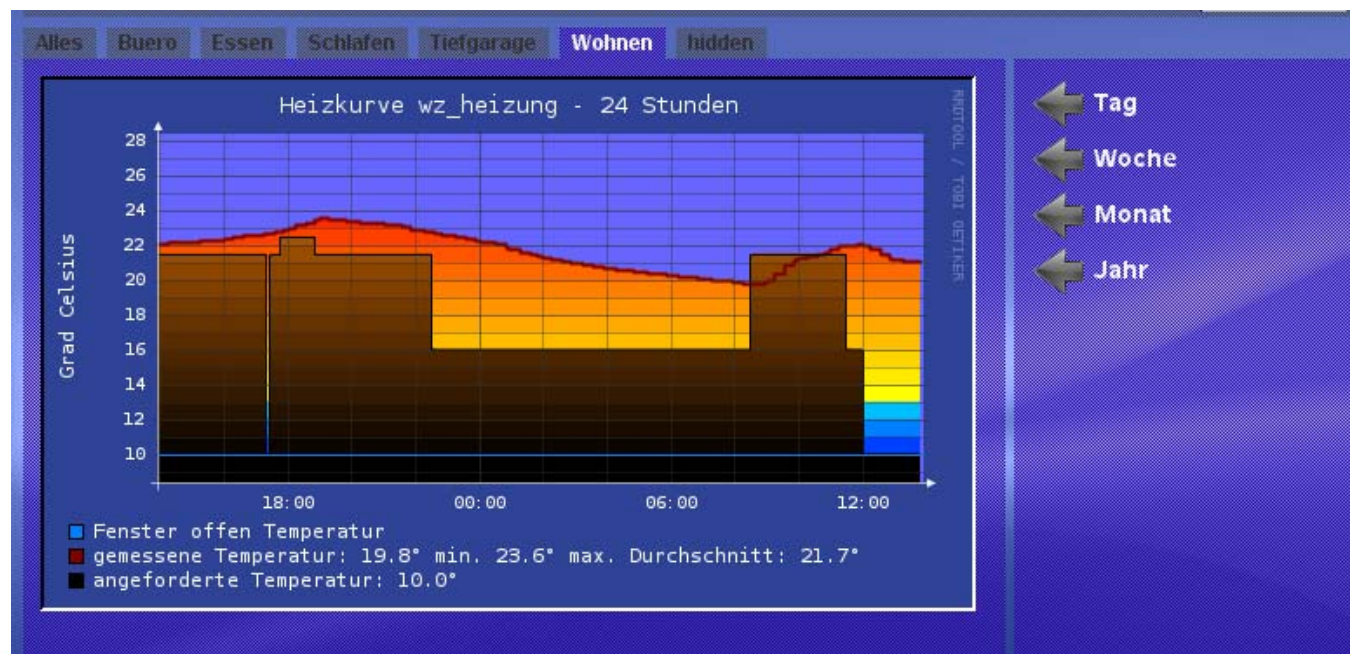 Alles Buero Essen Schlafen Tiefgarage Wohnen hidden
Heizkurve wz_heizung - 24 Stunden
RRDTOOL / TOBI OETIKER
Tag
Woche
Monat
Jahr
Grad Celsius
28
26
24
22
20
18
16
14
12
10
18:00 00:00 06:00 12:00
Fenster offen Temperatur
gemessene Temperatur: 19.8° min. 23.6° max. Durchschnitt: 21.7°
angeforderte Temperatur: 10.0°